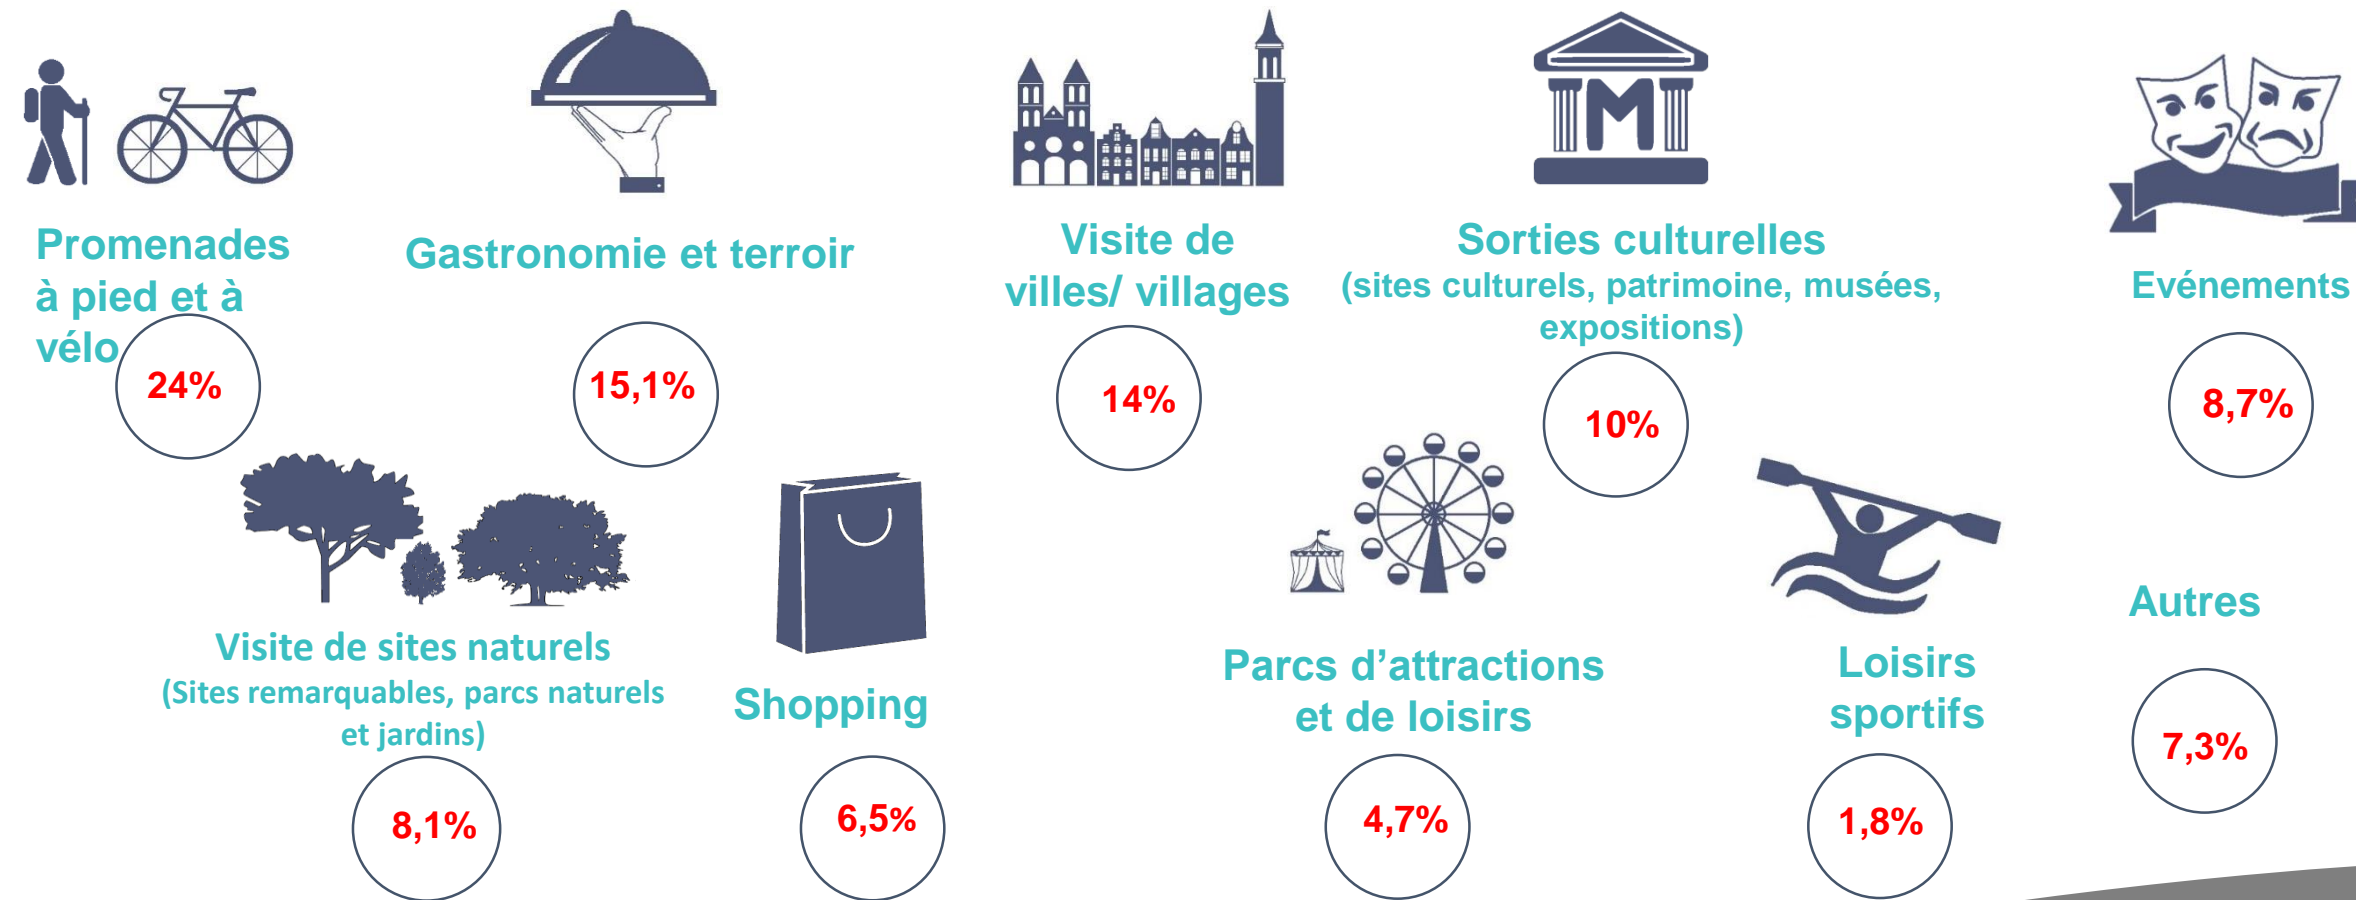 Promenades
à pied et à
vélo
24%
Gastronomie et terroir
15,1%
Visite de
villes/ villages
14%
M
Sorties culturelles
(sites culturels, patrimoine, musées,
expositions)
10%
Evénements
8,7%
Visite de sites naturels
(Sites remarquables, parcs naturels
et jardins)
8,1%
Shopping
6,5%
Parcs d’attractions
et de loisirs
4,7%
Loisirs
sportifs
1,8%
Autres
7,3%